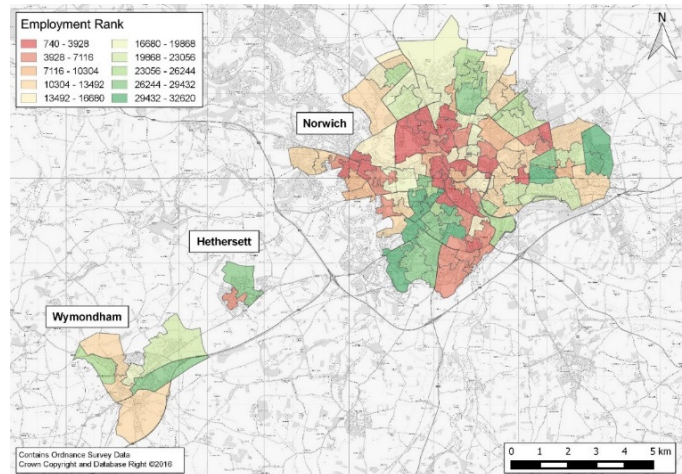 Employment Rank
740 - 3928
3928 - 7116
7116 - 10304
10304 - 13492
13492 - 16680
16680 - 19868
19868 - 23056
23056 - 26244
26244 - 29432
29432 - 32620
N
Norwich
Hethersett
Wymondham
Contains Ordnance Survey Data
Crown Copyright and Database Right ©2016
0 1 2 3 4 5 km